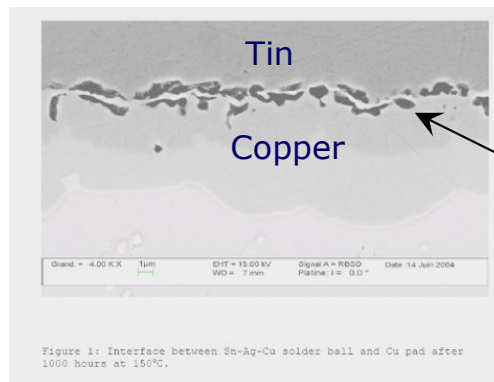 Tin
Copper
Grand. = 4.00 K X 1µm EHT = 15.00 kV Signal A = RBSD Date :14 Juin 2004
WD = 7 mm Platine: I = 0.0 °
Figure 1: Interface between Sn-Ag-Cu solder ball and Cu pad after
1000 hours at 150°C.